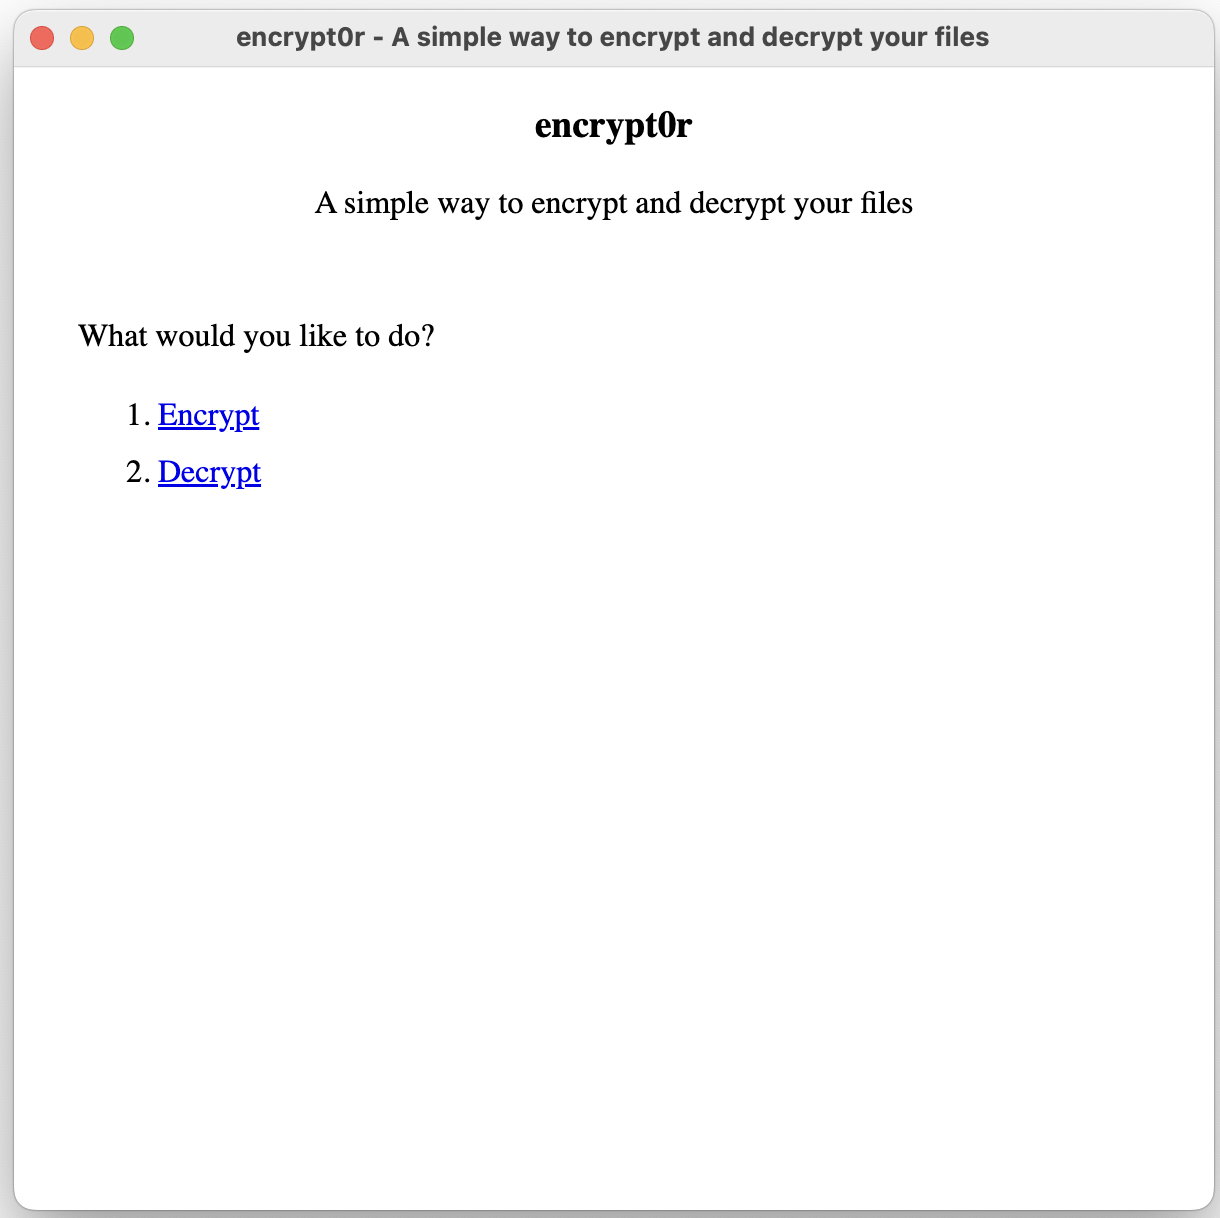 encrypt0r - A simple way to encrypt and decrypt your files
encrypt0r
A simple way to encrypt and decrypt your files
What would you like to do?
1. Encrypt
2. Decrypt